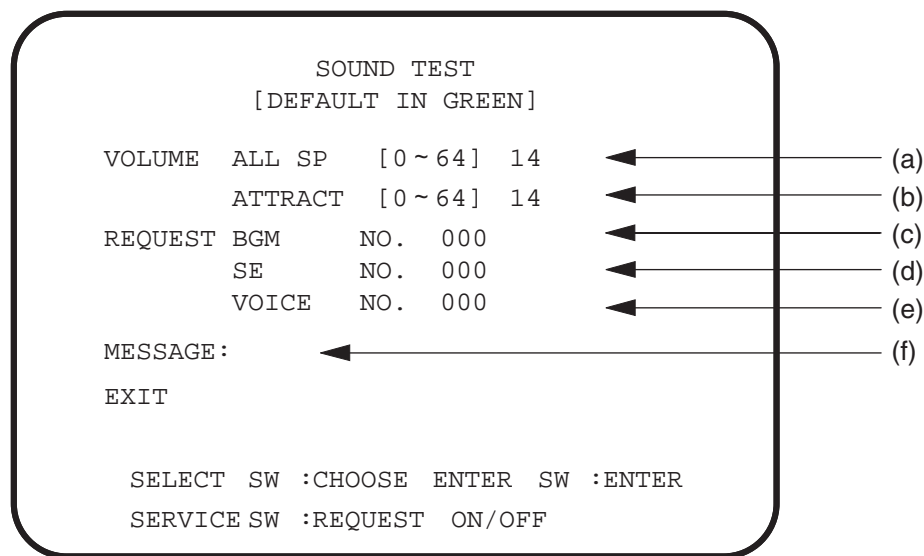 SOUND TEST
[DEFAULT IN GREEN]
VOLUME ALL SP [0~64] 14 (a)
ATTRACT [0~64] 14 (b)
REQUEST BGM NO. 000 (c)
SE NO. 000 (d)
VOICE NO. 000 (e)
MESSAGE: (f)
EXIT
SELECT SW :CHOOSE ENTER SW :ENTER
SERVICE SW :REQUEST ON/OFF